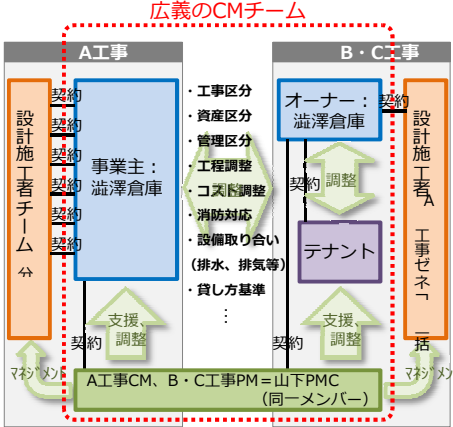 広義のCMチーム
A工事
B・C工事
設計施工者チーム 分
契約
契約
契約
契約
契約
契約
事業主：
澁澤倉庫
・工事区分
・資産区分
・管理区分
・工程調整
・コスト調整
・消防対応
・設備取り合い
（排水、排気等）
・貸し方基準
⋮
オーナー：
澁澤倉庫
契約
契約
調整
テナント
設計施工者A
工事ゼネコ
一括
支援、
調整
契約
支援、
調整
契約
マネジメント
マネジメン
A工事CM、B・C工事PM＝山下PMC
（同一メンバー）